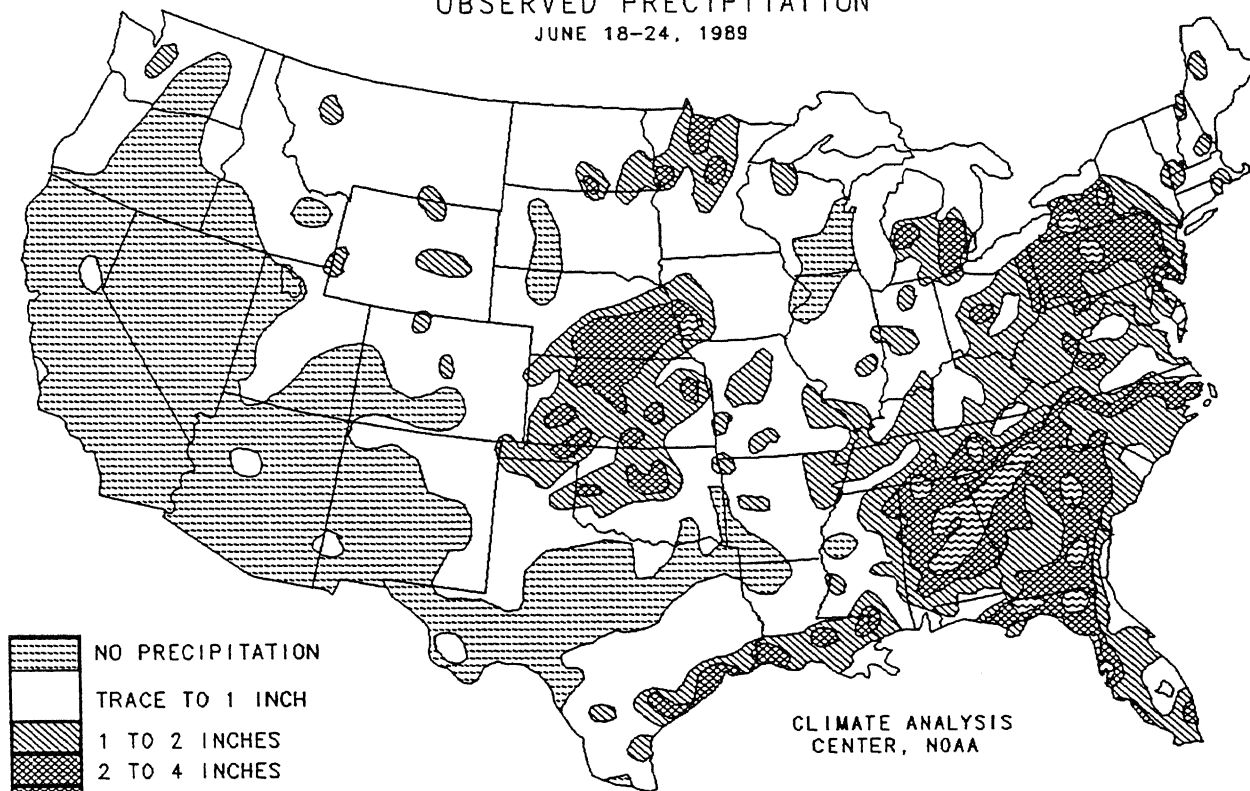 OBSERVED PRECIPITATION
JUNE 18-24, 1989
NO PRECIPITATION
TRACE TO 1 INCH
1 TO 2 INCHES
2 TO 4 INCHES
CLIMATE ANALYSIS
CENTER, NOAA